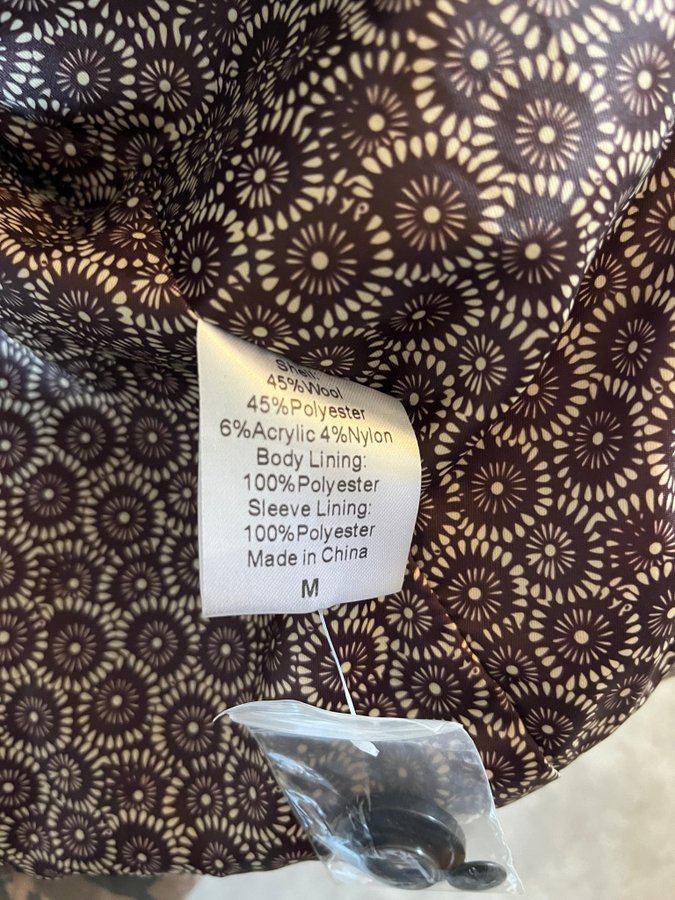 Shell:
45%Wool
45%Polyester
6%Acrylic 4%Nylon
Body Lining:
100%Polyester
Sleeve Lining:
100%Polyester
Made in China
M